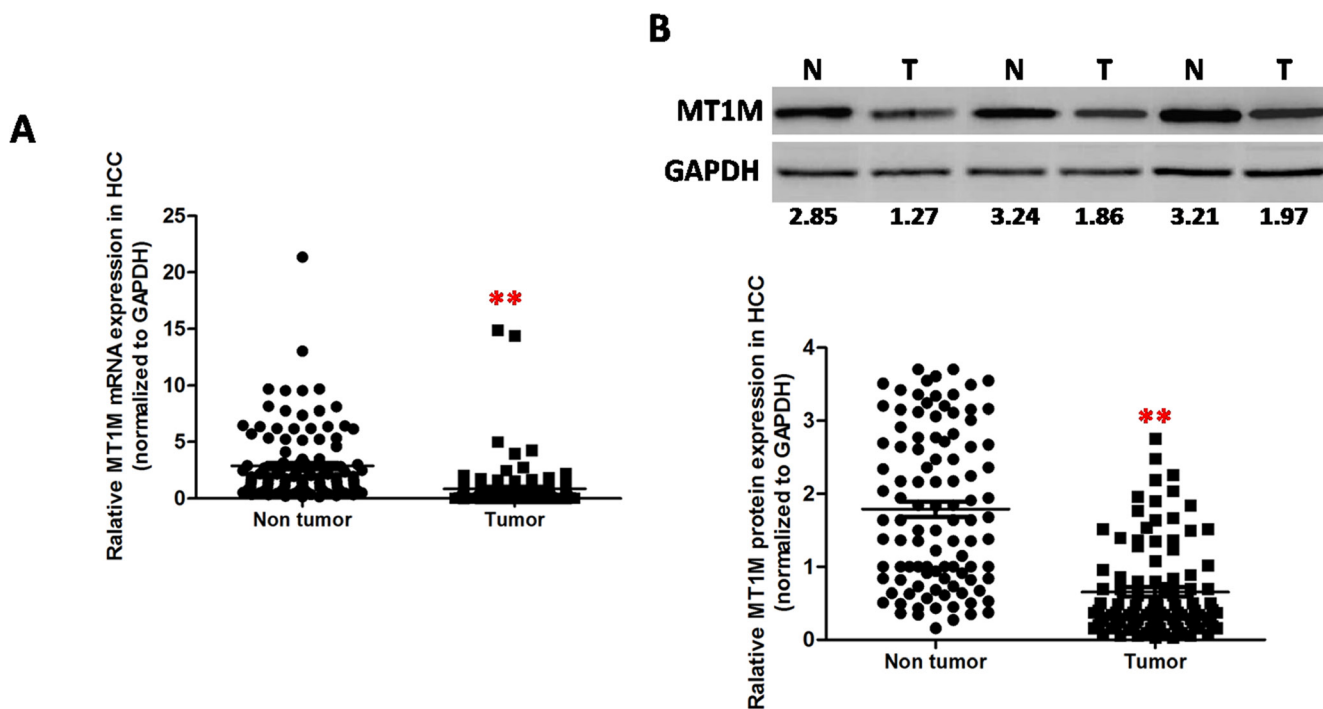 A
Ralative MT1M mRNA expression in HCC
(normalized to GAPDH)
25
20
15
10
5
0
**
Non tumor Tumor
B
N T N T N T
MT1M
GAPDH
2.85 1.27 3.24 1.86 3.21 1.97
Ralative MT1M protein expression in HCC
(normalized to GAPDH)
4
3
2
1
0
**
Non tumor Tumor